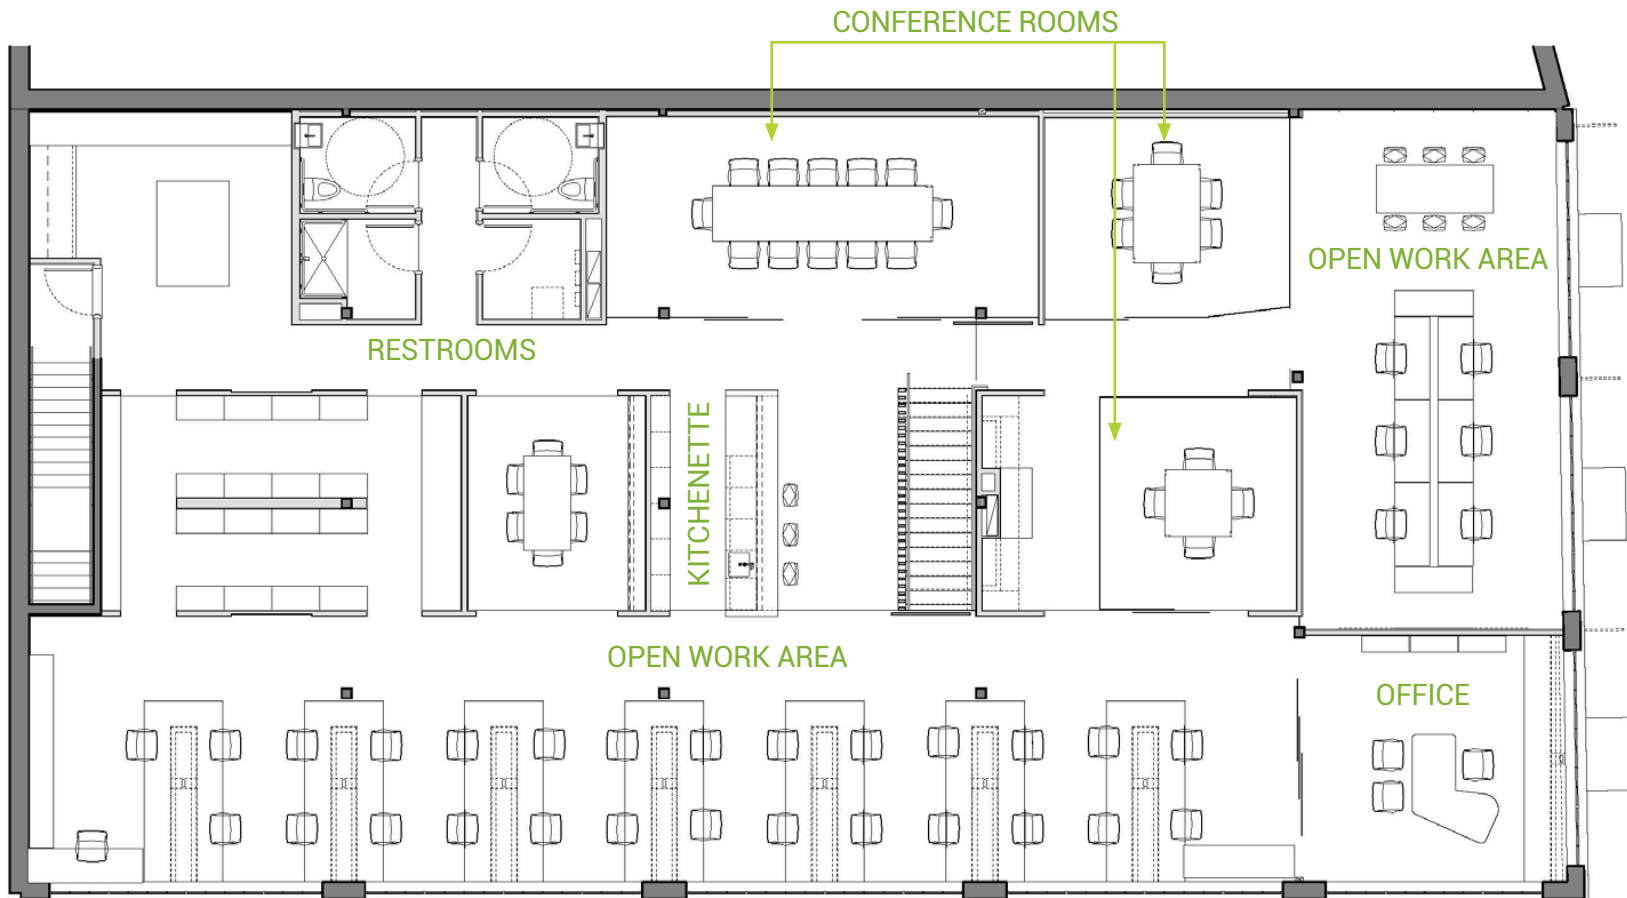 CONFERENCE ROOMS
OPEN WORK AREA
RESTROOMS
KITCHENETTE
OPEN WORK AREA
OFFICE